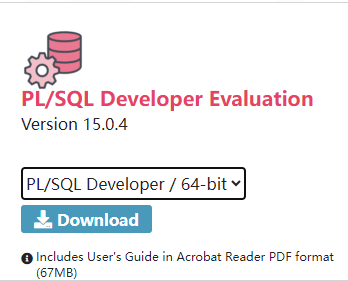 PL/SQL Developer Evaluation
Version 15.0.4
PL/SQL Developer / 64-bit
Download
Includes User's Guide in Acrobat Reader PDF format
(67MB)